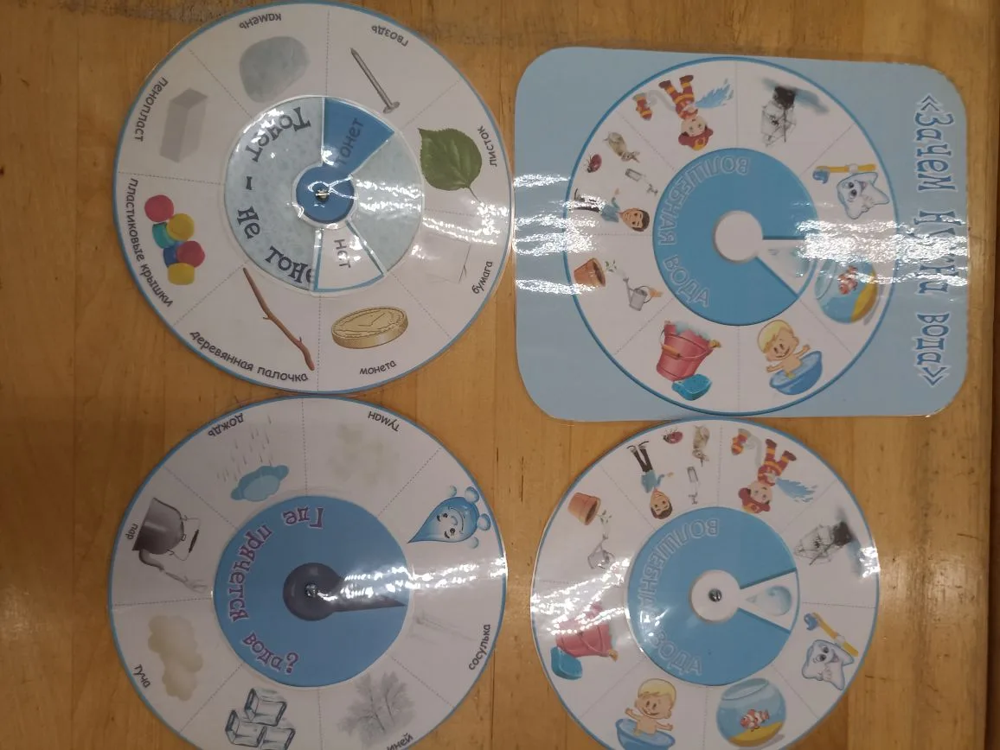 камень
гвоздь
листок
бумага
монета
деревянная палочка
пластиковые крышки
пенопласт
Тонет - не тоне
тонет
нет
«Зачем нужна вода»
ВОЛШЕБНАЯ ВОДА
дождь
туман
сосулька
иней
туча
пар
Где прячется вода?
ВОЛШЕБНАЯ ВОДА